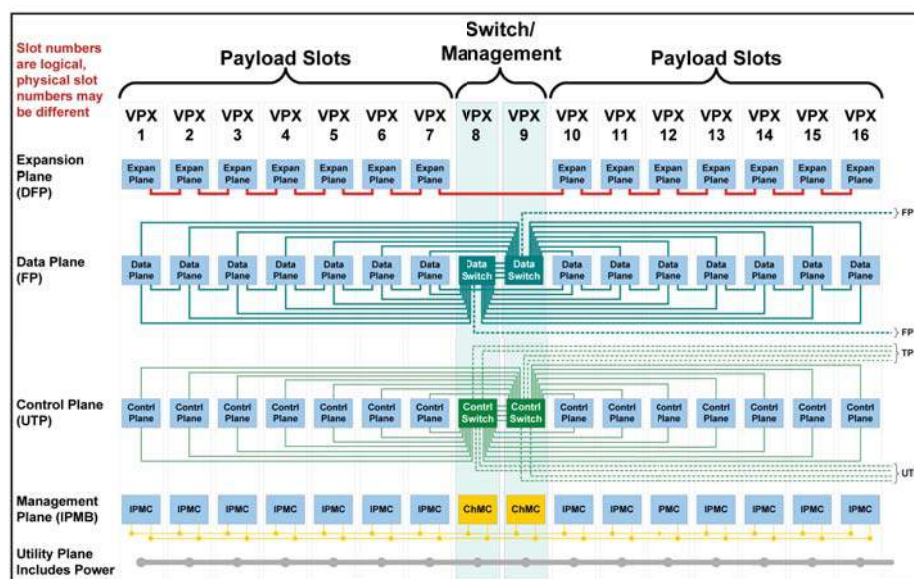 Slot numbers
are logical,
physical slot
numbers may
be different
Payload Slots
Switch/
Management
Payload Slots
VPX VPX VPX VPX VPX VPX VPX VPX VPX VPX VPX VPX VPX VPX VPX VPX
1 2 3 4 5 6 7 8 9 10 11 12 13 14 15 16
Expansion
Plane
(DFP)
Expan Expan Expan Expan Expan Expan Expan Expan Expan Expan Expan Expan Expan Expan
Plane Plane Plane Plane Plane Plane Plane Plane Plane Plane Plane Plane Plane Plane
FP
Data Plane
(FP)
Data Data Data Data Data Data Data Data Data Data Data Data Data Data Data Data
Plane Plane Plane Plane Plane Plane Plane Switch Switch Plane Plane Plane Plane Plane Plane Plane
FP
TP
Control Plane
(UTP)
Contrl Contrl Contrl Contrl Contrl Contrl Contrl Contrl Contrl Contrl Contrl Contrl Contrl Contrl Contrl Contrl
Plane Plane Plane Plane Plane Plane Plane Switch Switch Plane Plane Plane Plane Plane Plane Plane
UT
Management
Plane (IPMB)
IPMC IPMC IPMC IPMC IPMC IPMC IPMC ChMC ChMC IPMC IPMC PMC IPMC IPMC IPMC IPMC
Utility Plane
Includes Power